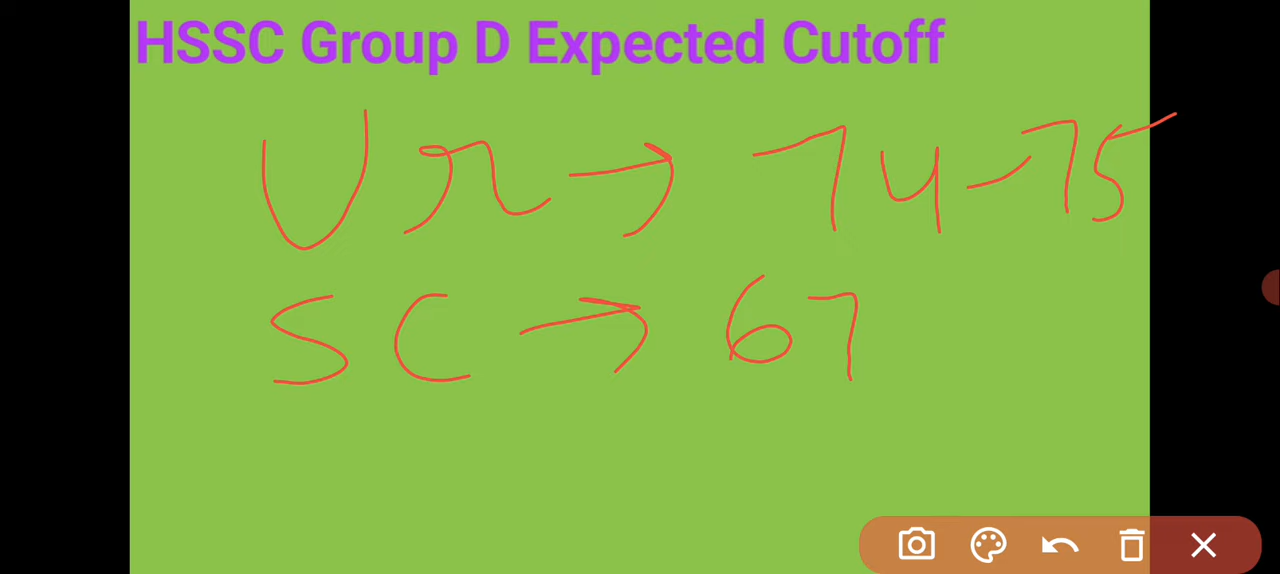 HSSC Group D Expected Cutoff
Ur → 74-75
SC → 67